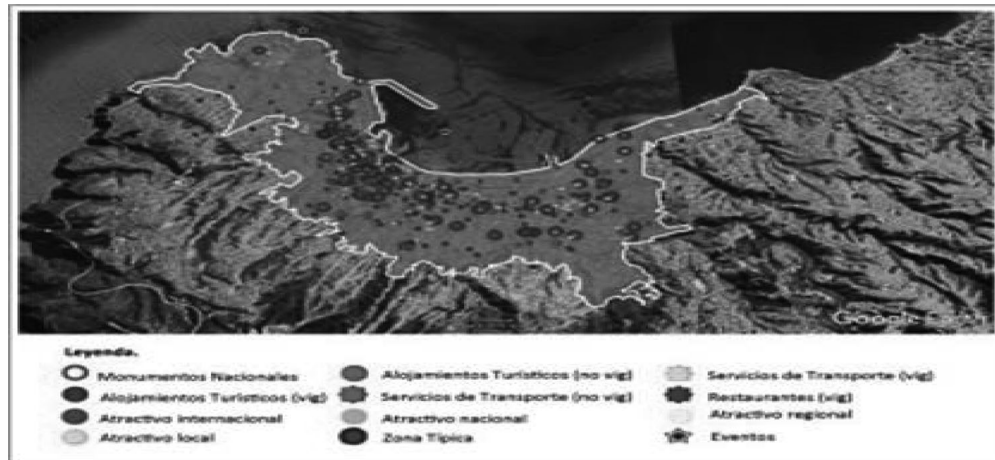 Google Earth
Leyenda.
Monumentos Nacionales
Alojamientos Turísticos (no vig)
Servicios de Transporte (vig)
Alojamientos Turísticos (vig)
Servicios de Transporte (no vig)
Restaurantes (vig)
Atractivo internacional
Atractivo nacional
Atractivo regional
Atractivo local
Zona Típica
Eventos